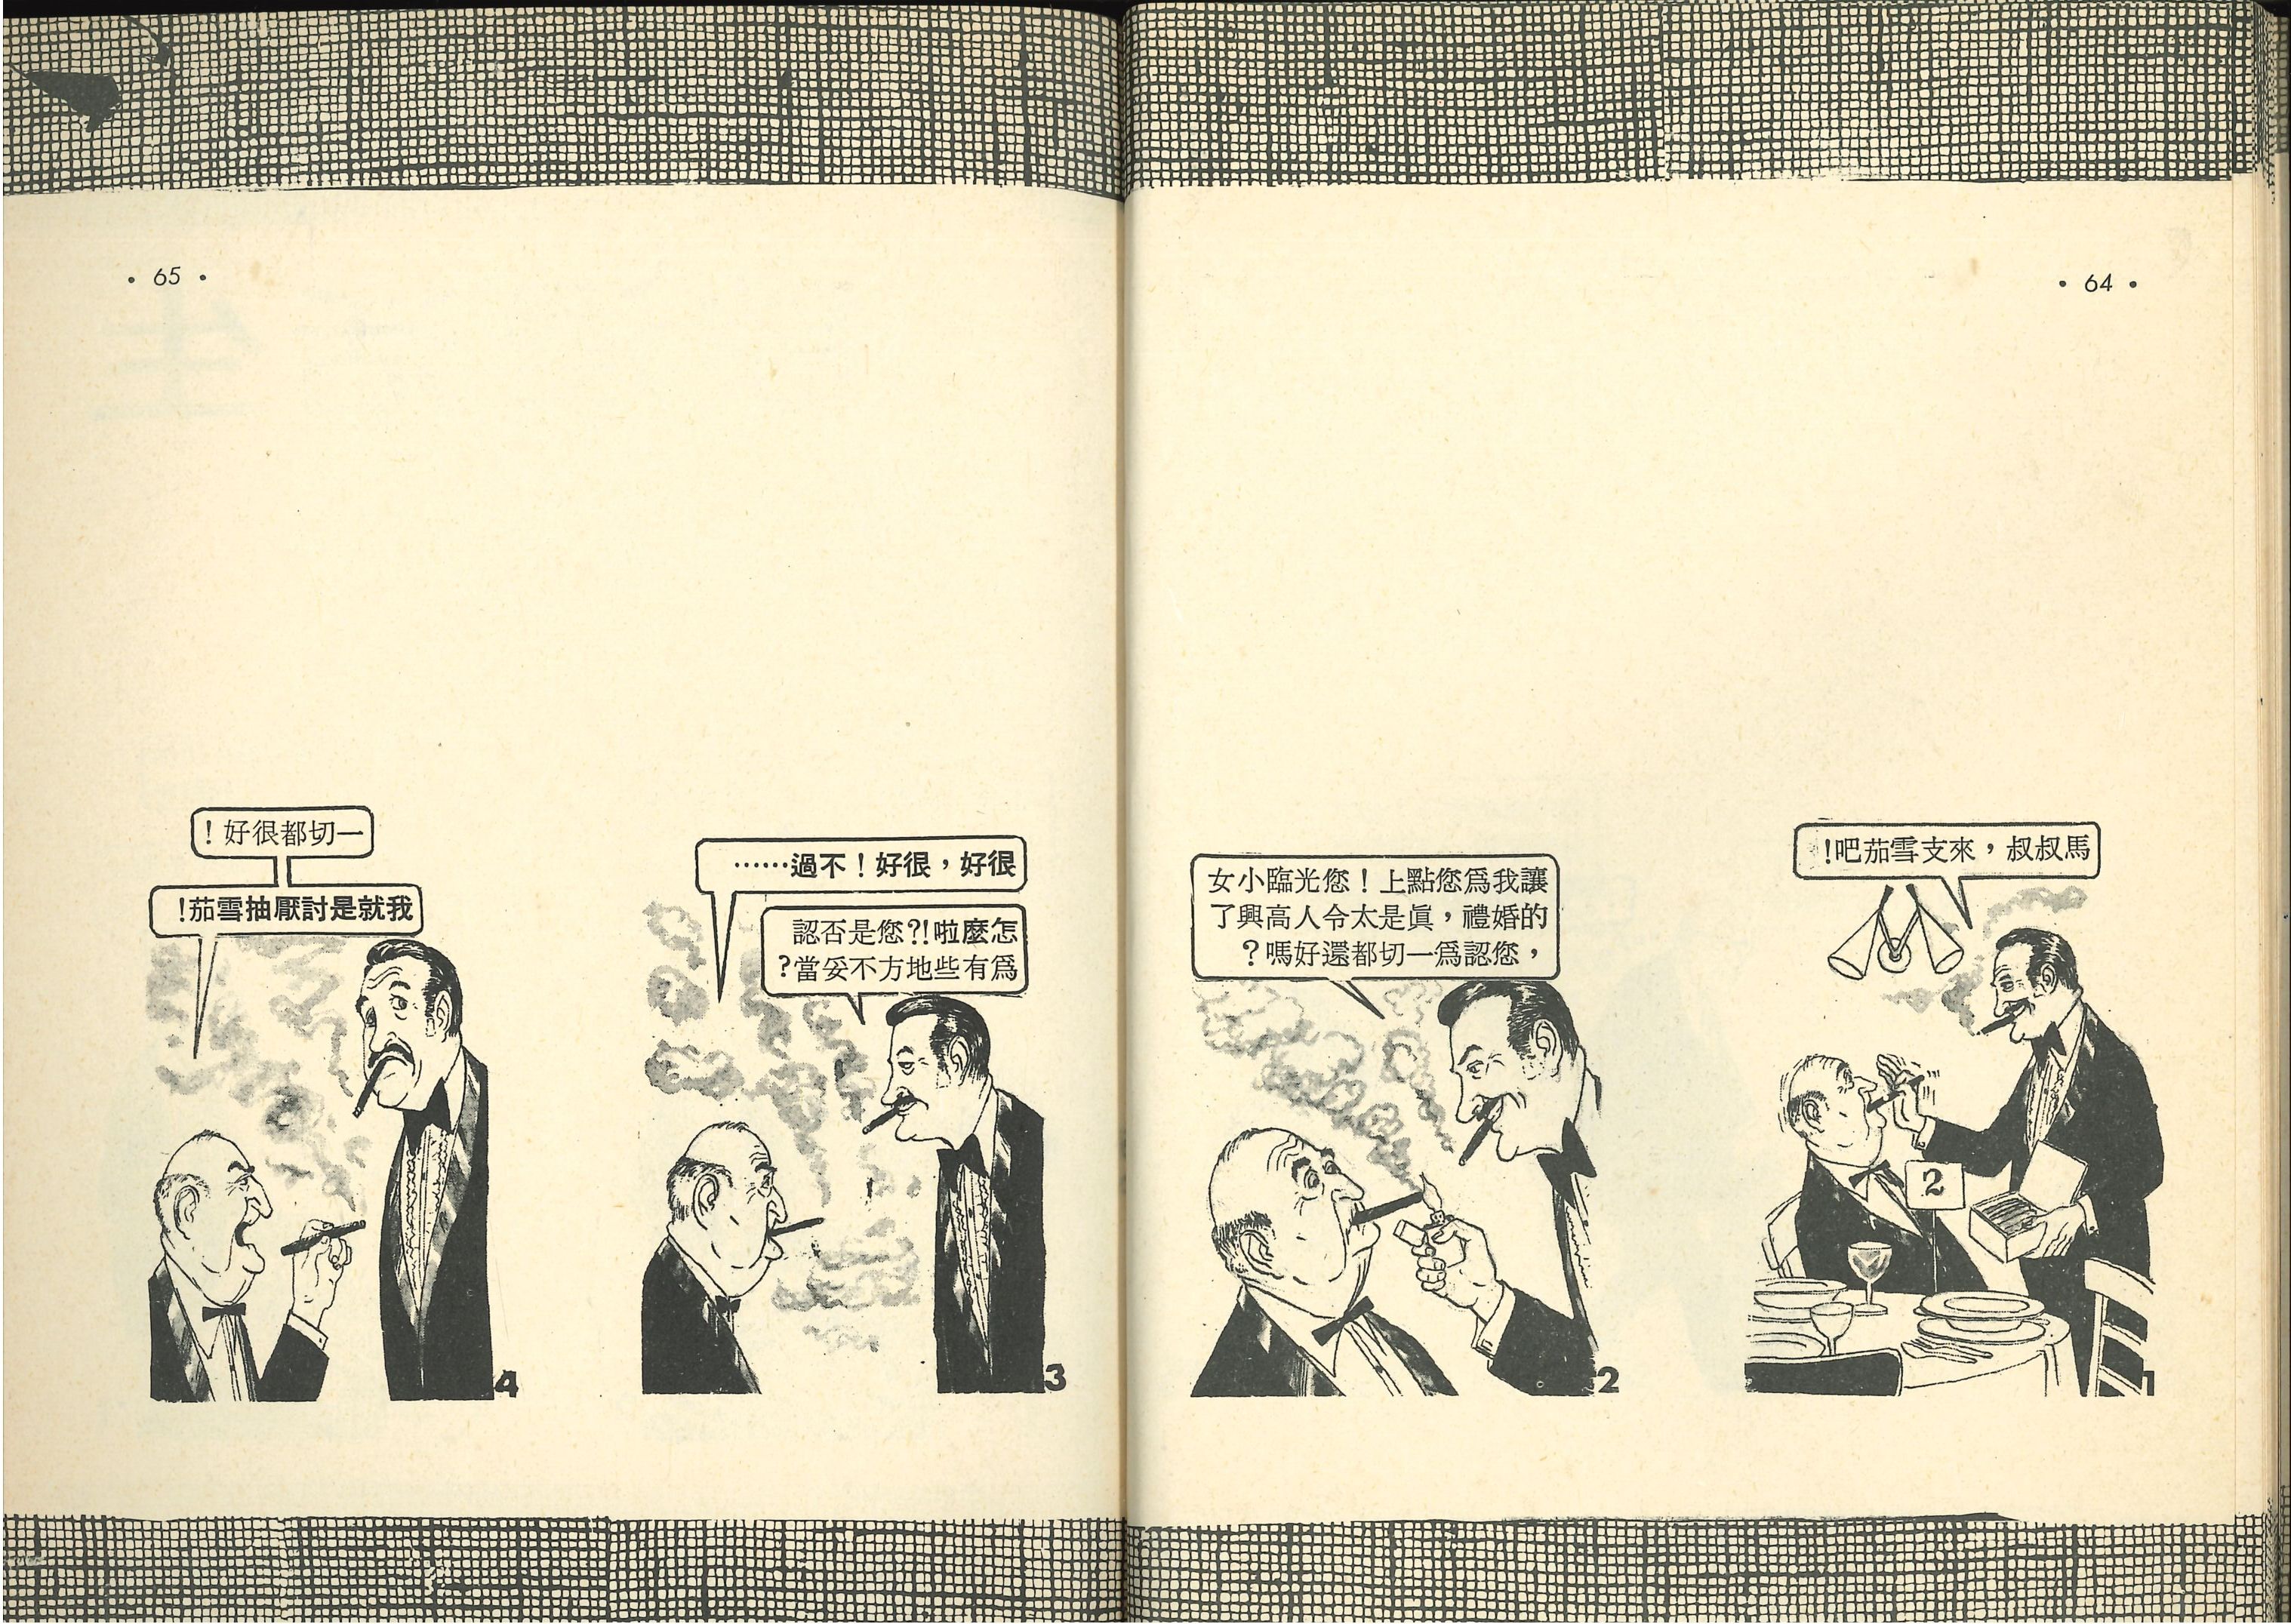 • 64 •
馬叔叔，來支雪茄吧!
2
1
讓我爲您點上！您光臨小女
的婚禮，眞是太令人高興了
，您認爲一切都還好嗎？
2
• 65 •
很好，很好！不過……
怎麼啦!?您是否認
爲有些地方不妥當?
3
一切都很好！
我就是討厭抽雪茄!
4